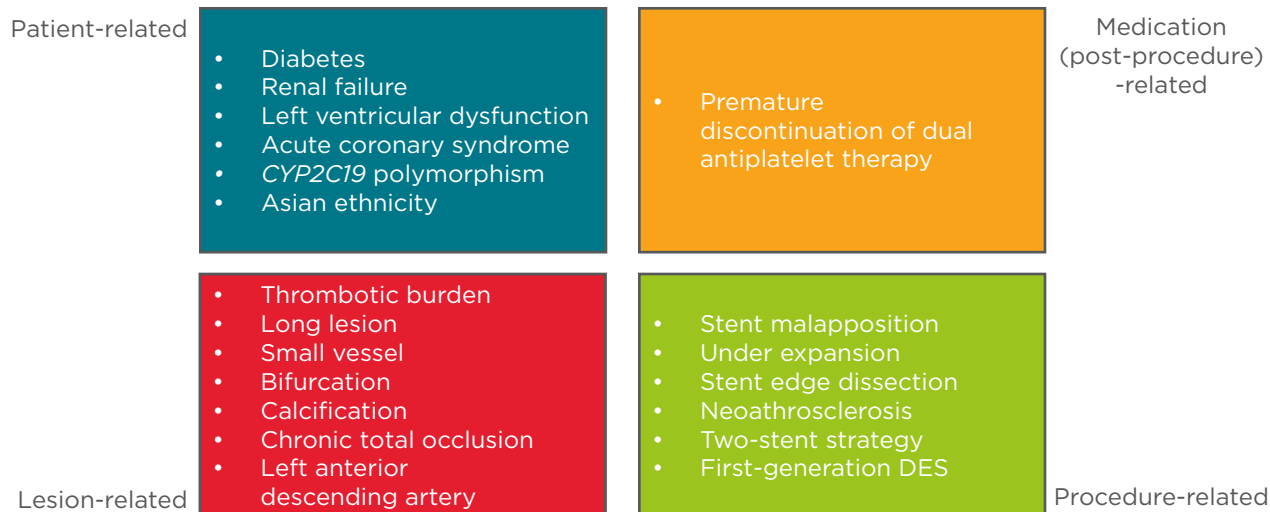 Patient-related
• Diabetes
• Renal failure
• Left ventricular dysfunction
• Acute coronary syndrome
• CYP2C19 polymorphism
• Asian ethnicity
Medication
(post-procedure)
-related
• Premature
discontinuation of dual
antiplatelet therapy
Lesion-related
• Thrombotic burden
• Long lesion
• Small vessel
• Bifurcation
• Calcification
• Chronic total occlusion
• Left anterior
descending artery
• Stent malapposition
• Under expansion
• Stent edge dissection
• Neoathrosclerosis
• Two-stent strategy
• First-generation DES
Procedure-related